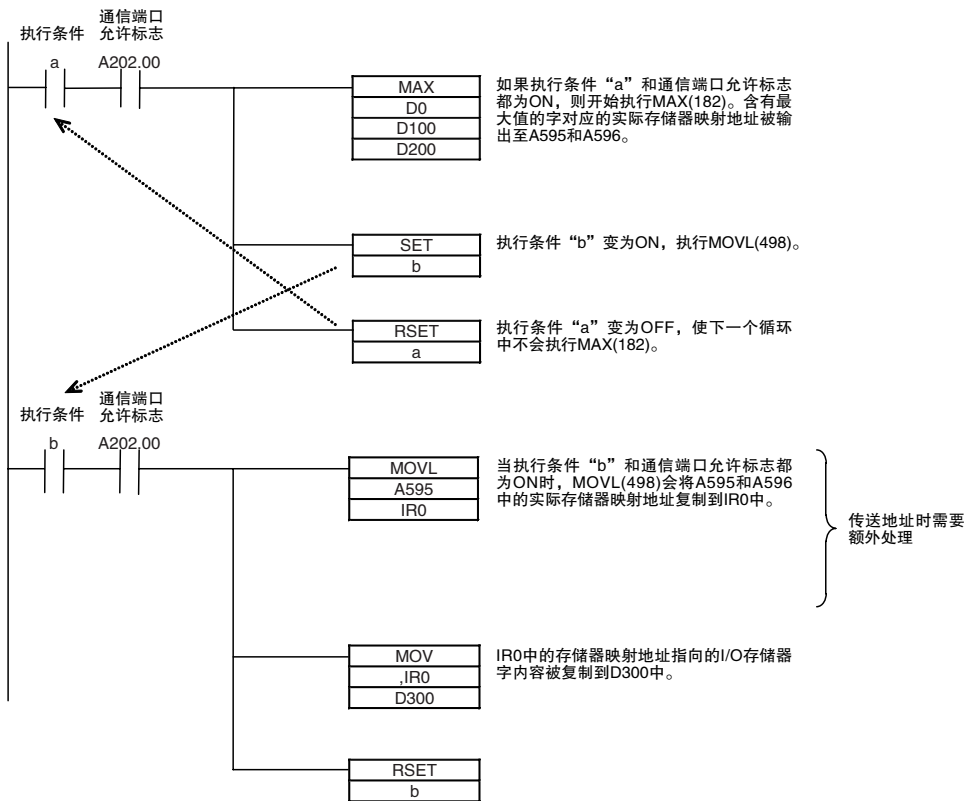 通信端口
执行条件 允许标志
a A202.00
MAX
D0
D100
D200
如果执行条件“a”和通信端口允许标志
都为ON，则开始执行MAX(182)。含有最
大值的字对应的实际存储器映射地址被输
出至A595和A596。
SET
b
执行条件“b”变为ON，执行MOVL(498)。
RSET
a
执行条件“a”变为OFF，使下一个循环
中不会执行MAX(182)。
通信端口
执行条件 允许标志
b A202.00
MOVL
A595
IR0
当执行条件“b”和通信端口允许标志都
为ON时，MOVL(498)会将A595和A596
中的实际存储器映射地址复制到IR0中。
传送地址时需要
额外处理
MOV
,IR0
D300
IR0中的存储器映射地址指向的I/O存储器
字内容被复制到D300中。
RSET
b